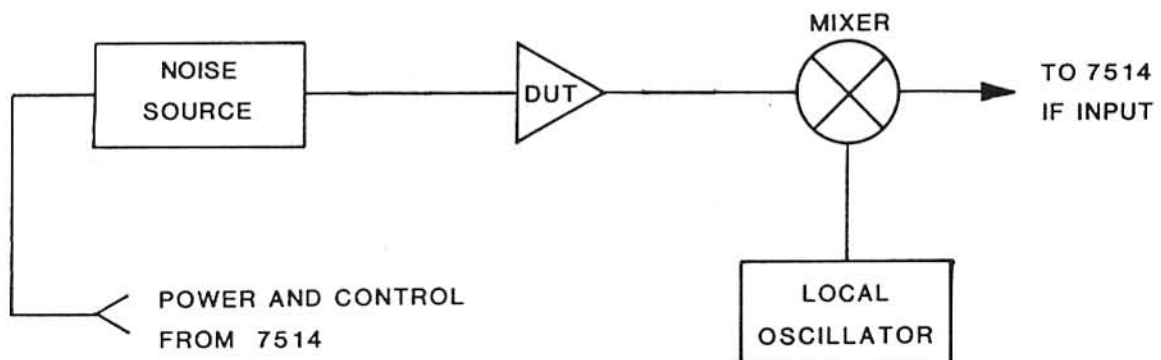 MIXER
NOISE
SOURCE
DUT
TO 7514
IF INPUT
POWER AND CONTROL
FROM 7514
LOCAL
OSCILLATOR